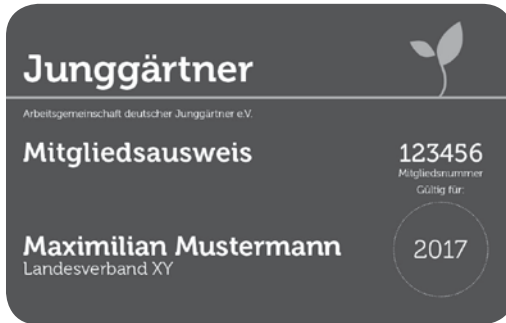 Junggärtner
Arbeitsgemeinschaft deutscher Junggärtner e.V.
Mitgliedsausweis
123456
Mitgliedsnummer
Gültig für:
2017
Maximilian Mustermann
Landesverband XY